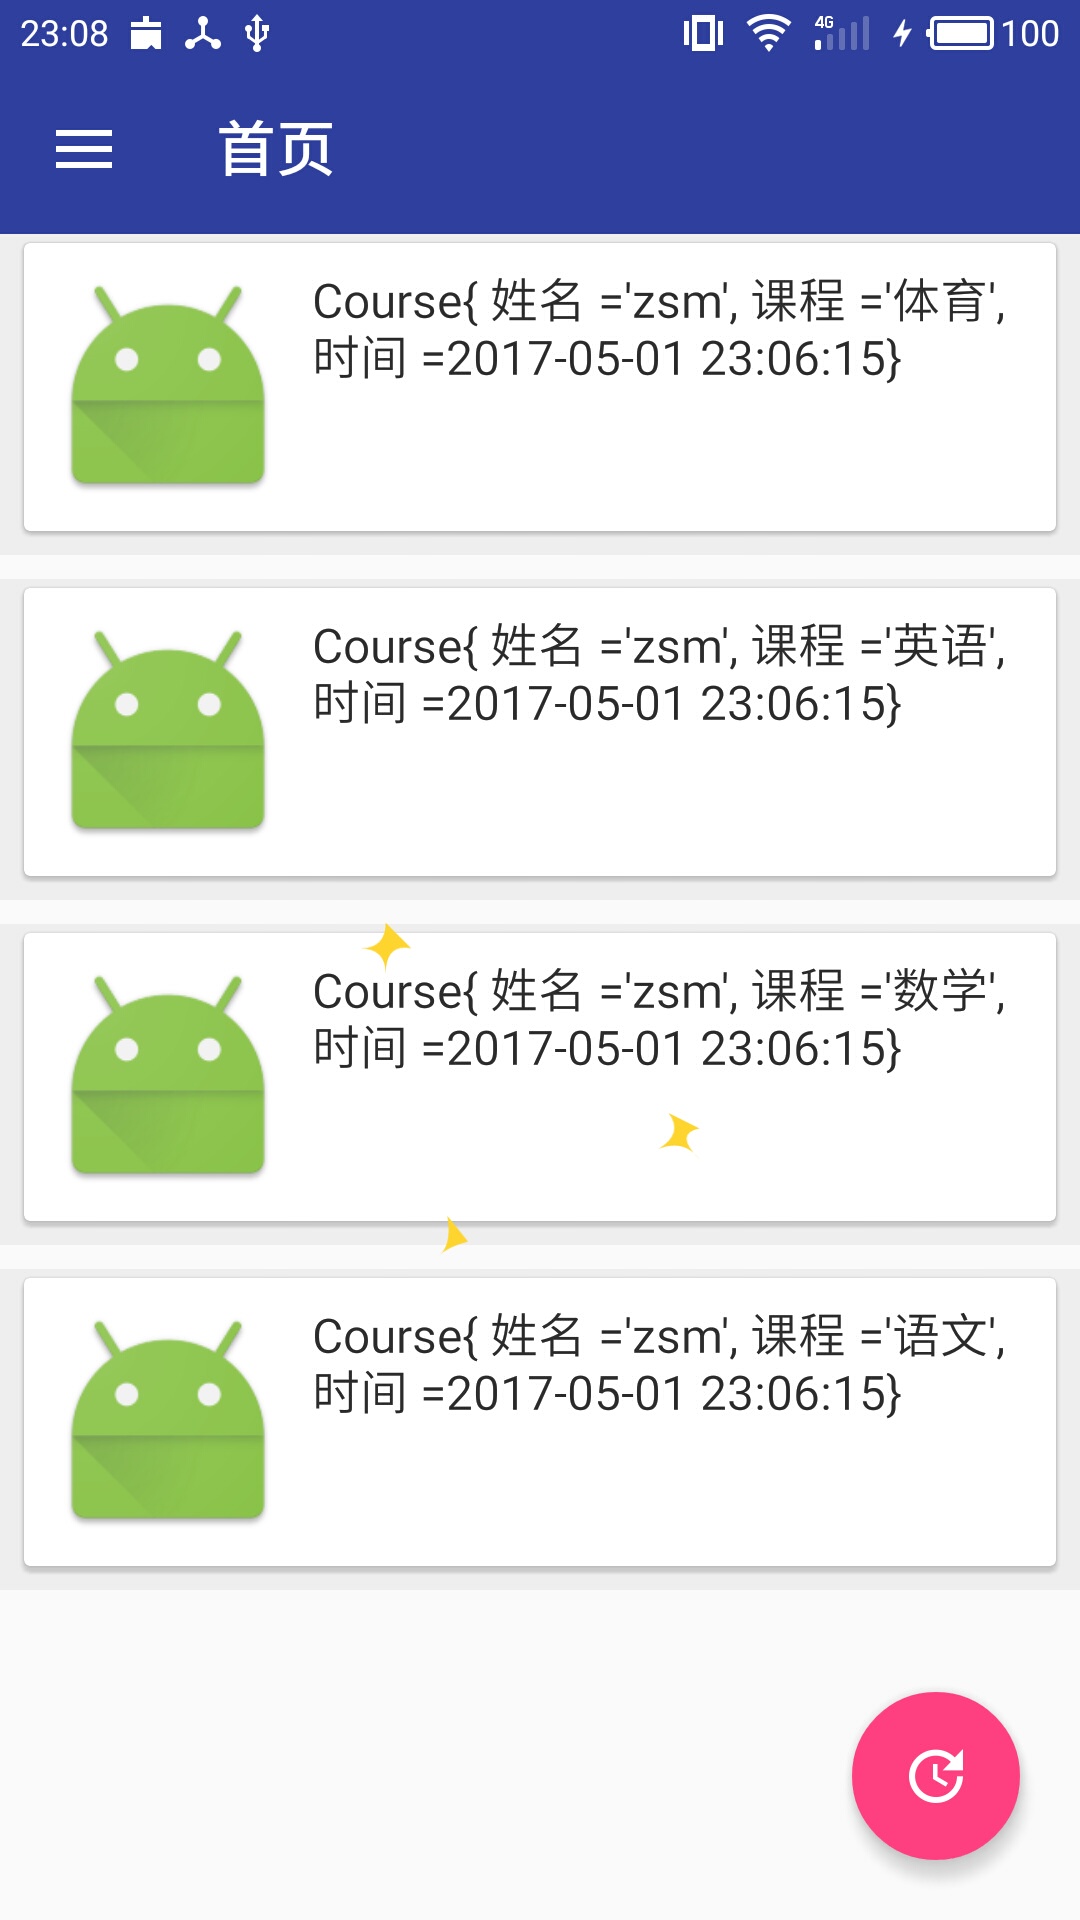 23:08
4G
100
首页
Course{ 姓名 ='zsm', 课程 ='体育',
时间 =2017-05-01 23:06:15}
Course{ 姓名 ='zsm', 课程 ='英语',
时间 =2017-05-01 23:06:15}
Course{ 姓名 ='zsm', 课程 ='数学',
时间 =2017-05-01 23:06:15}
Course{ 姓名 ='zsm', 课程 ='语文',
时间 =2017-05-01 23:06:15}